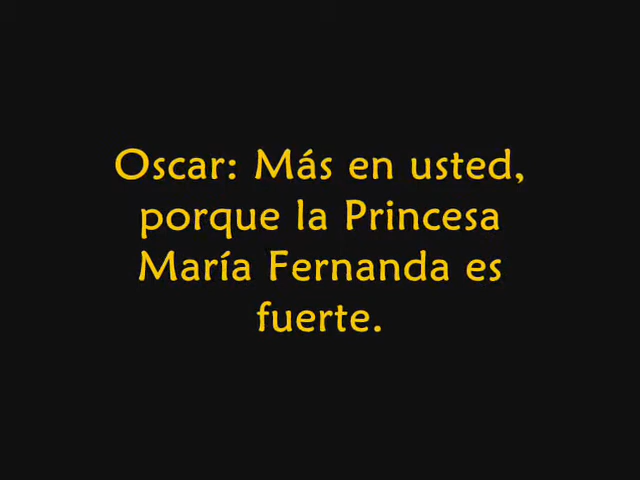 Oscar: Más en usted,
porque la Princesa
María Fernanda es
fuerte.